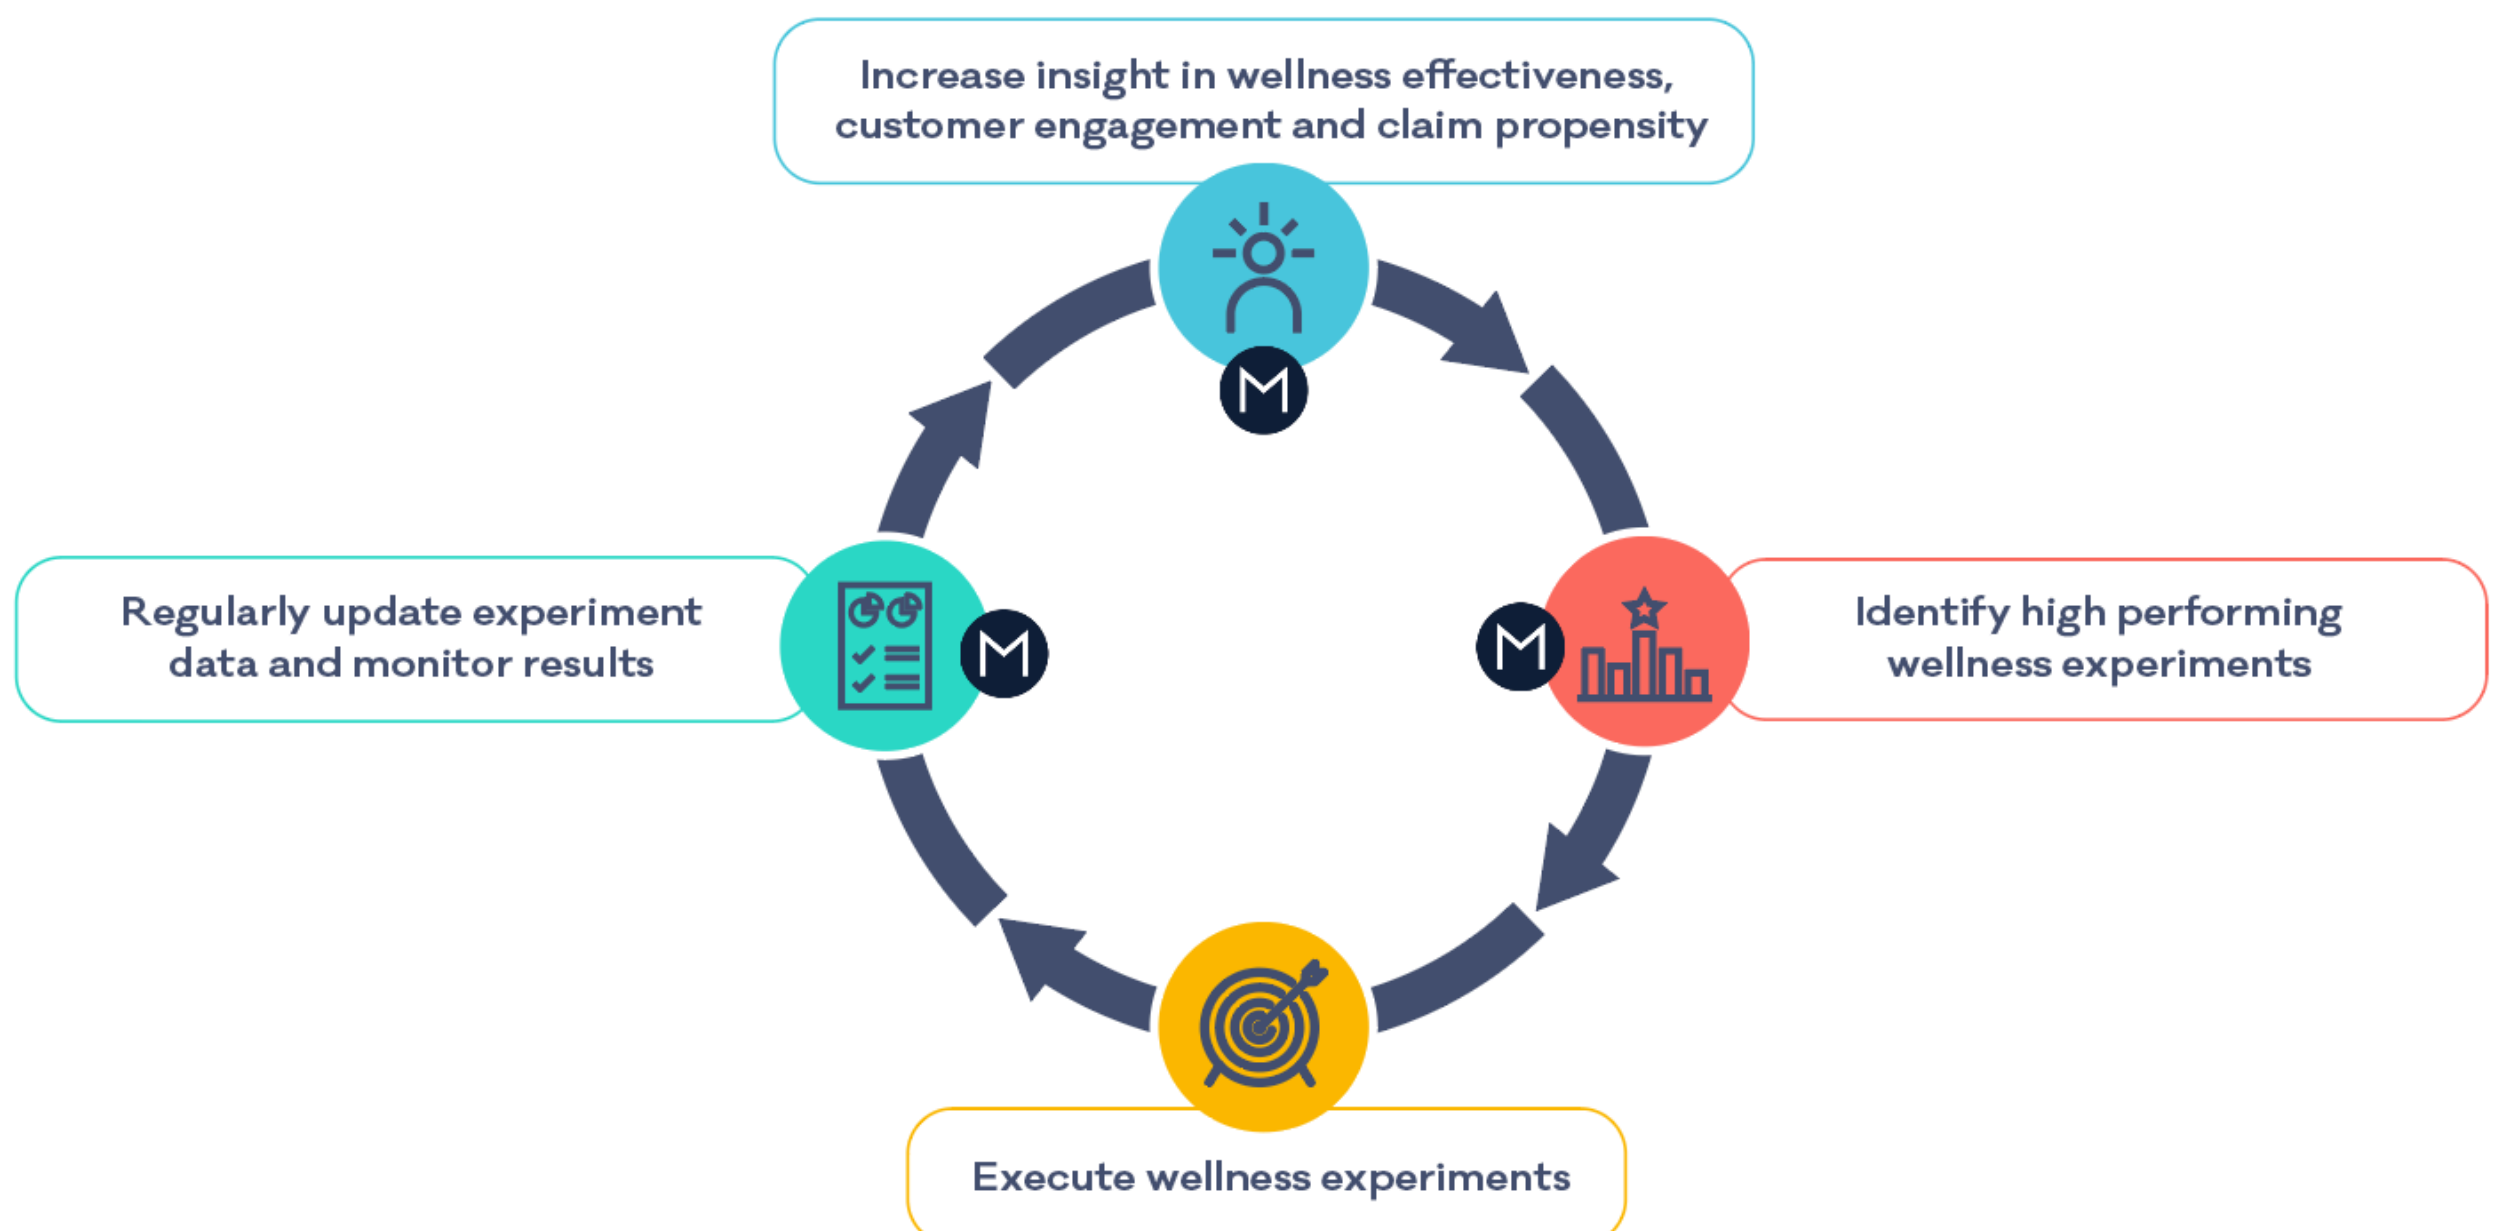 Increase insight in wellness effectiveness,
customer engagement and claim propensity
M
Regularly update experiment
data and monitor results
M
M
Identify high performing
wellness experiments
Execute wellness experiments